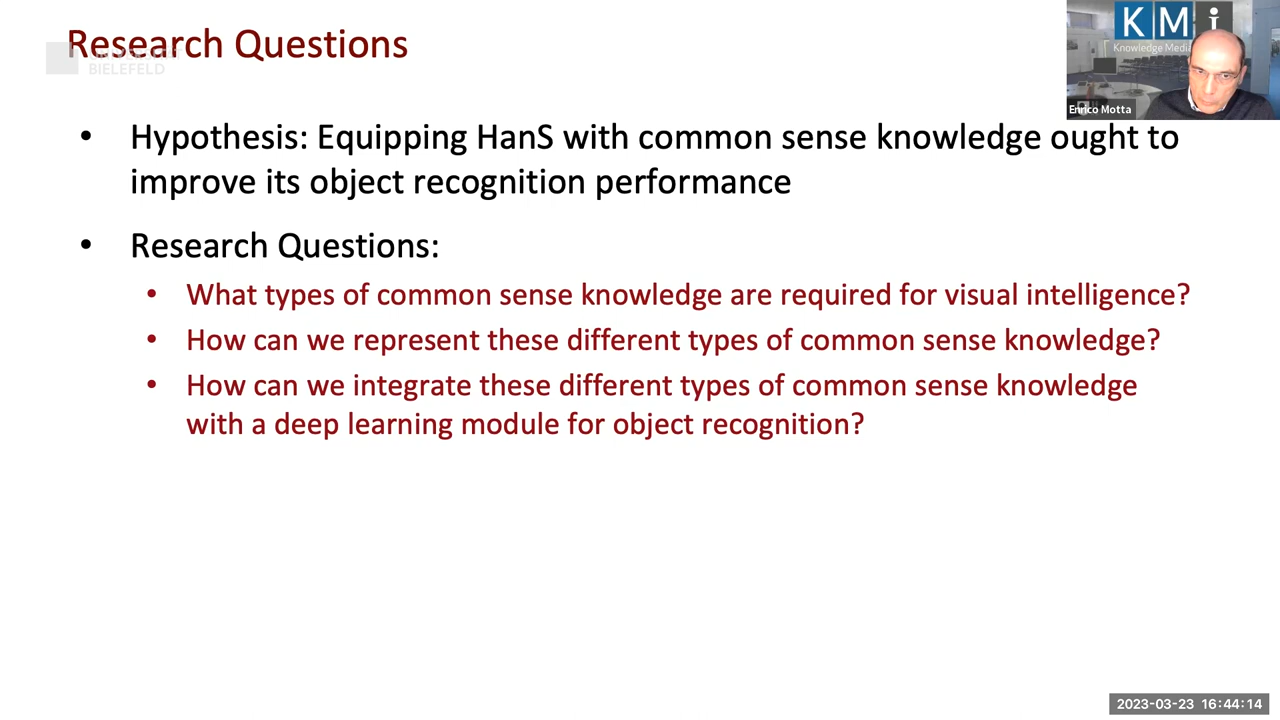 Research Questions
UNIVERSITÄT
BIELEFELD
KMi
Knowledge Media
Enrico Motta
• Hypothesis: Equipping HanS with common sense knowledge ought to
improve its object recognition performance
• Research Questions:
• What types of common sense knowledge are required for visual intelligence?
• How can we represent these different types of common sense knowledge?
• How can we integrate these different types of common sense knowledge
with a deep learning module for object recognition?
2023-03-23 16:44:14